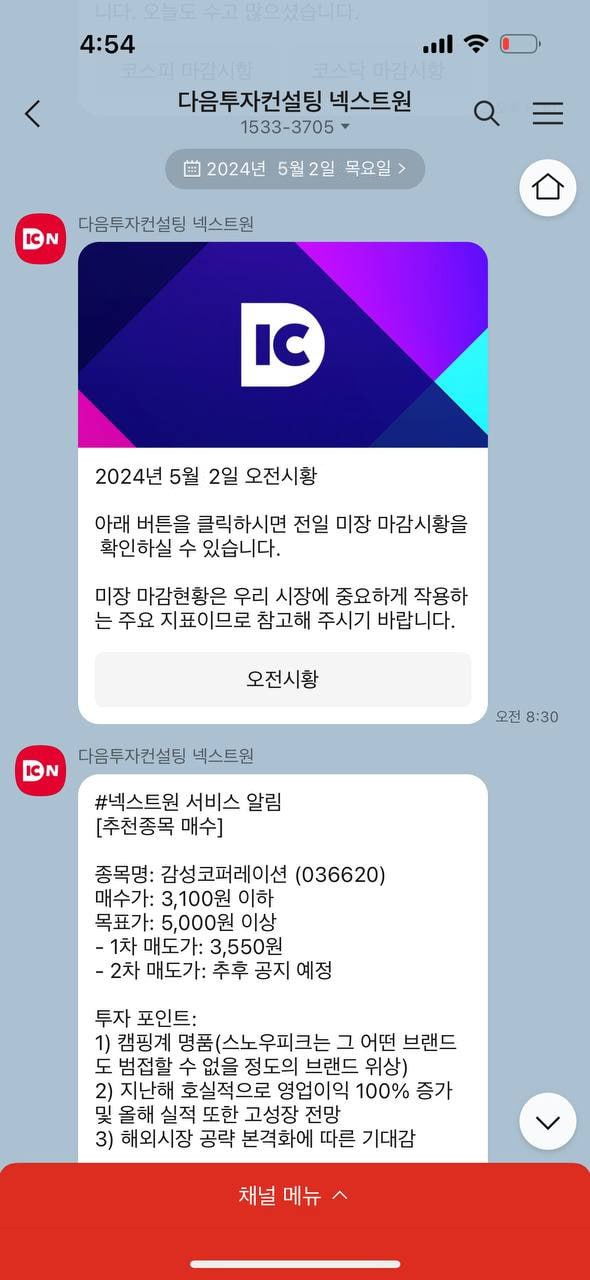 니다. 오늘도 수고 많으셨습니다.
4:54
코스피 마감시황
코스닥 마감시황
다음투자컨설팅 넥스트원
1533-3705
2024년 5월 2일 목요일 >
다음투자컨설팅 넥스트원
IC N
IC
2024년 5월 2일 오전시황
아래 버튼을 클릭하시면 전일 미장 마감시황을
확인하실 수 있습니다.
미장 마감현황은 우리 시장에 중요하게 작용하
는 주요 지표이므로 참고해 주시기 바랍니다.
오전시황
오전 8:30
다음투자컨설팅 넥스트원
IC N
#넥스트원 서비스 알림
[추천종목 매수]
종목명: 감성코퍼레이션 (036620)
매수가: 3,100원 이하
목표가: 5,000원 이상
- 1차 매도가: 3,550원
- 2차 매도가: 추후 공지 예정
투자 포인트:
1) 캠핑계 명품(스노우피크는 그 어떤 브랜드
도 범접할 수 없을 정도의 브랜드 위상)
2) 지난해 호실적으로 영업이익 100% 증가
및 올해 실적 또한 고성장 전망
3) 해외시장 공략 본격화에 따른 기대감
채널 메뉴